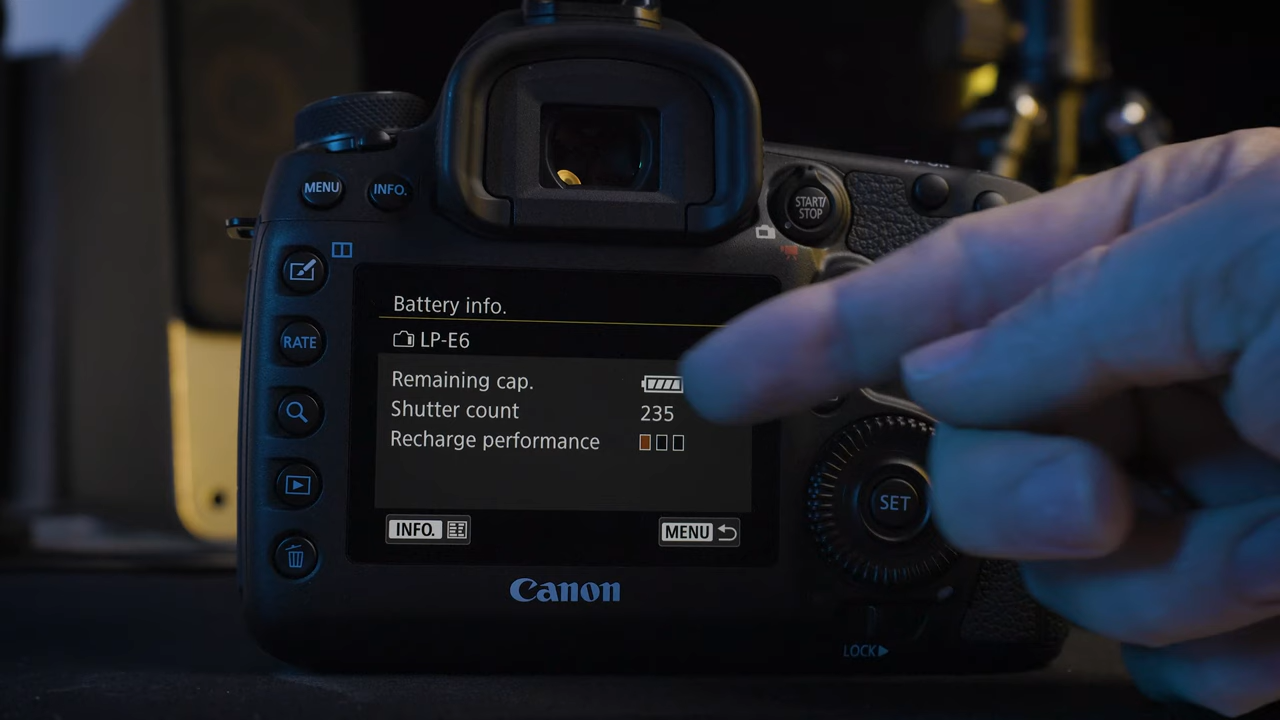 MENU
INFO.
START/
STOP
RATE
Battery info.
LP-E6
Remaining cap.
Shutter count 235
Recharge performance
INFO.
MENU
SET
Canon
LOCK